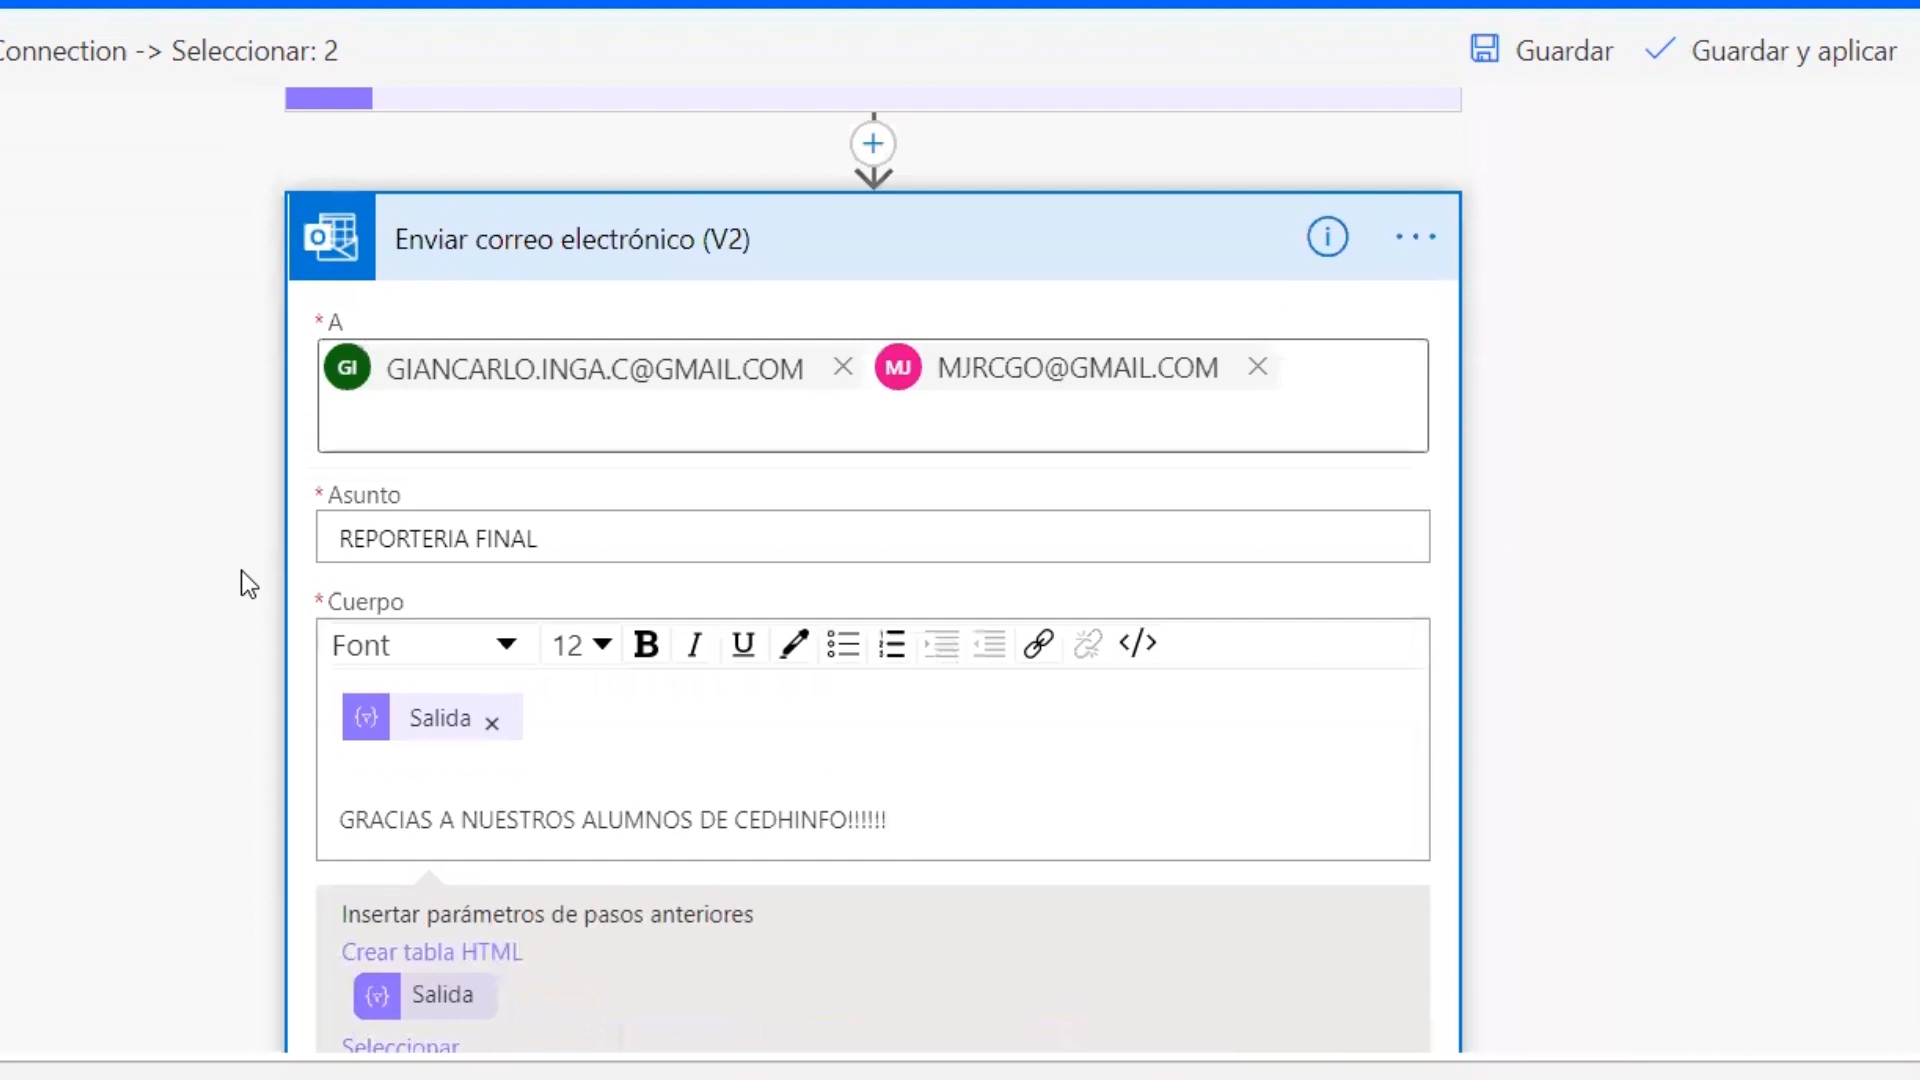 Connection -> Seleccionar: 2
Guardar
Guardar y aplicar
Enviar correo electrónico (V2)
* A
GI GIANCARLO.INGA.C@GMAIL.COM
MJ MJRCGO@GMAIL.COM
* Asunto
REPORTERIA FINAL
* Cuerpo
Font 12 B I U </>
Salida
GRACIAS A NUESTROS ALUMNOS DE CEDHINFO!!!!!!
Insertar parámetros de pasos anteriores
Crear tabla HTML
Salida
Seleccionar